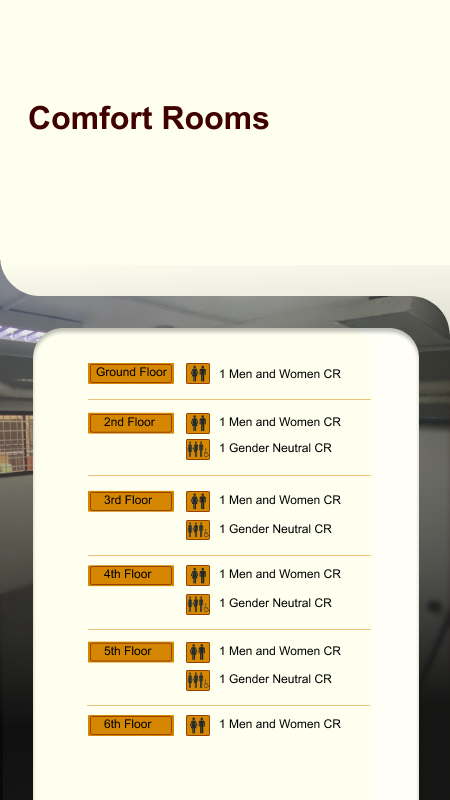 Comfort Rooms
Ground Floor 1 Men and Women CR
2nd Floor 1 Men and Women CR
1 Gender Neutral CR
3rd Floor 1 Men and Women CR
1 Gender Neutral CR
4th Floor 1 Men and Women CR
1 Gender Neutral CR
5th Floor 1 Men and Women CR
1 Gender Neutral CR
6th Floor 1 Men and Women CR